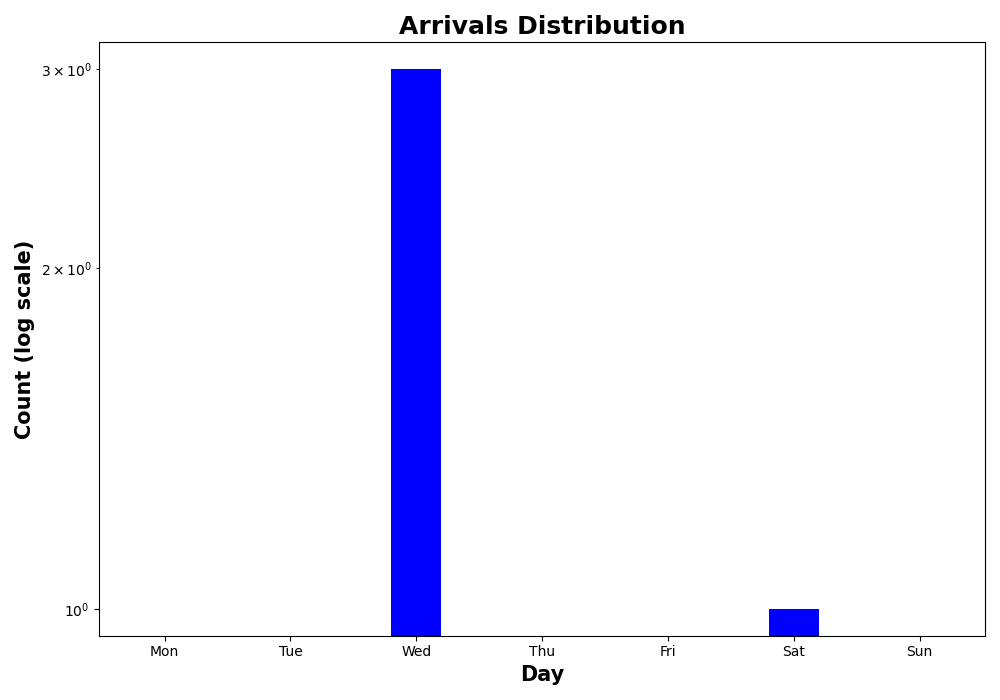 Arrivals Distribution
3 × 10⁰
2 × 10⁰
10⁰
Count (log scale)
Mon Tue Wed Thu Fri Sat Sun
Day